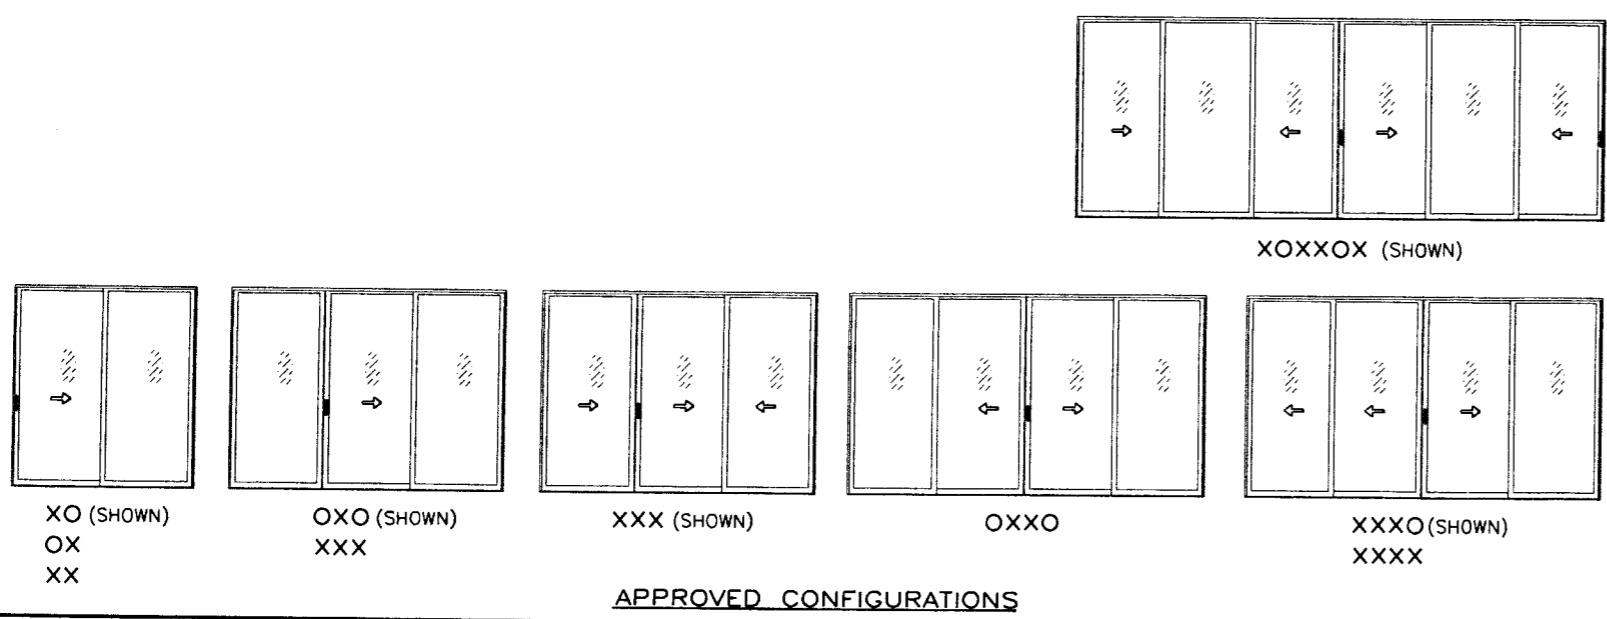 XOXXOX (SHOWN)
XO (SHOWN)
OX
XX
OXO (SHOWN)
XXX
XXX (SHOWN)
OXXO
XXXO (SHOWN)
XXXX
APPROVED CONFIGURATIONS